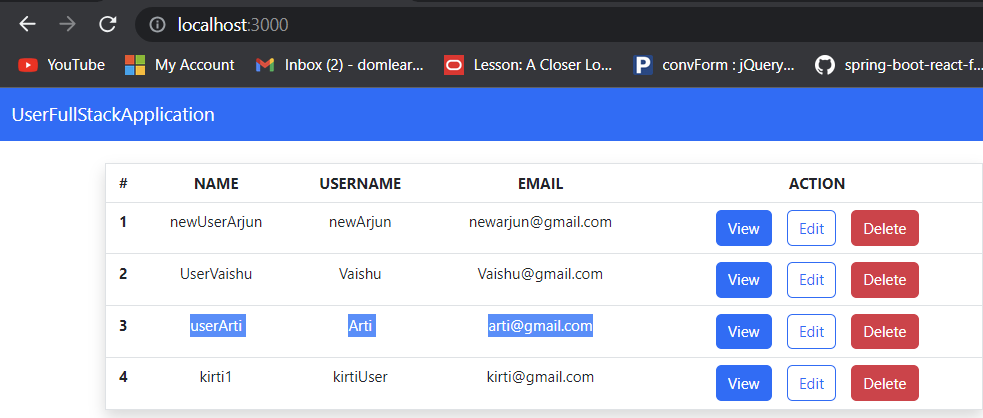 localhost:3000
YouTube My Account Inbox (2) - domlear... Lesson: A Closer Lo... convForm : jQuery... spring-boot-react-f...
UserFullStackApplication
# NAME USERNAME EMAIL ACTION
1 newUserArjun newArjun newarjun@gmail.com View Edit Delete
2 UserVaishu Vaishu Vaishu@gmail.com View Edit Delete
3 userArti Arti arti@gmail.com View Edit Delete
4 kirti1 kirtiUser kirti@gmail.com View Edit Delete